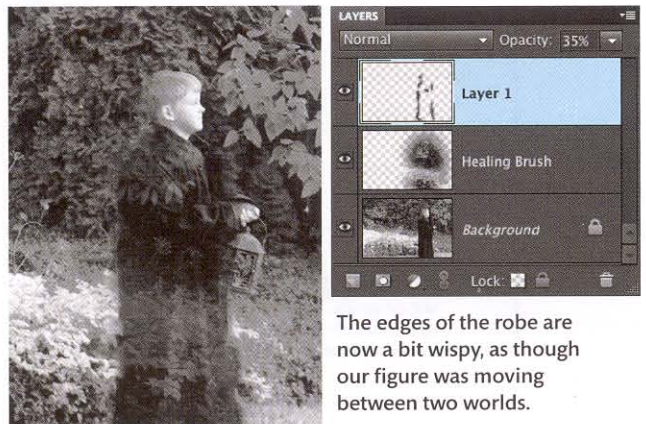 LAYERS
Normal Opacity: 35%
Layer 1
Healing Brush
Background
Lock:
The edges of the robe are
now a bit wispy, as though
our figure was moving
between two worlds.